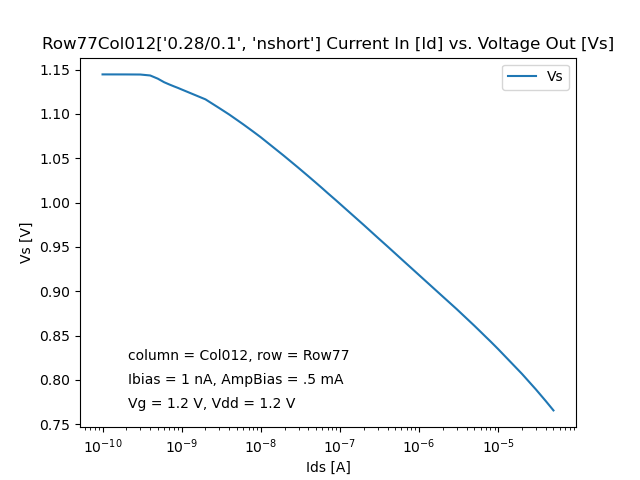 Row77Col012['0.28/0.1', 'nshort'] Current In [Id] vs. Voltage Out [Vs]
Vs
1.15
1.10
1.05
1.00
0.95
0.90
0.85
0.80
0.75
Vs [V]
column = Col012, row = Row77
Ibias = 1 nA, AmpBias = .5 mA
Vg = 1.2 V, Vdd = 1.2 V
10⁻¹⁰ 10⁻⁹ 10⁻⁸ 10⁻⁷ 10⁻⁶ 10⁻⁵
Ids [A]